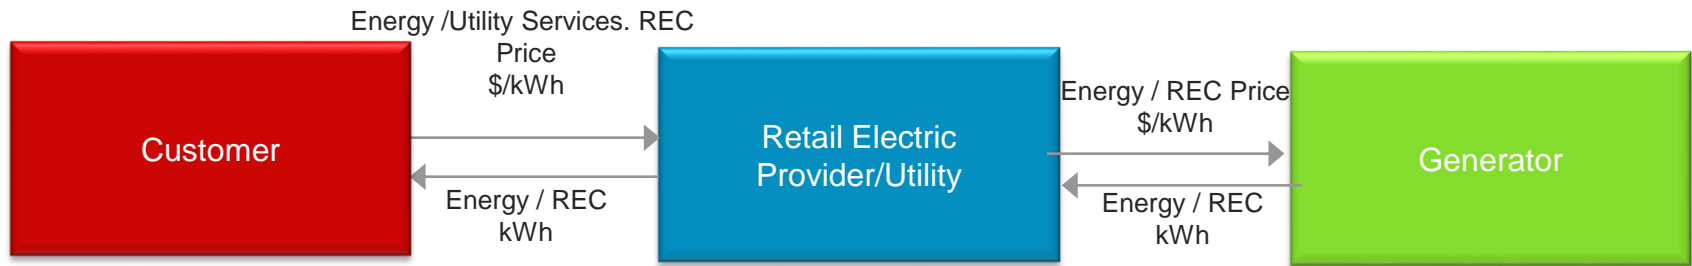 Energy /Utility Services. REC
Price
$/kWh
Customer
Energy / REC
kWh
Retail Electric
Provider/Utility
Energy / REC Price
$/kWh
Energy / REC
kWh
Generator